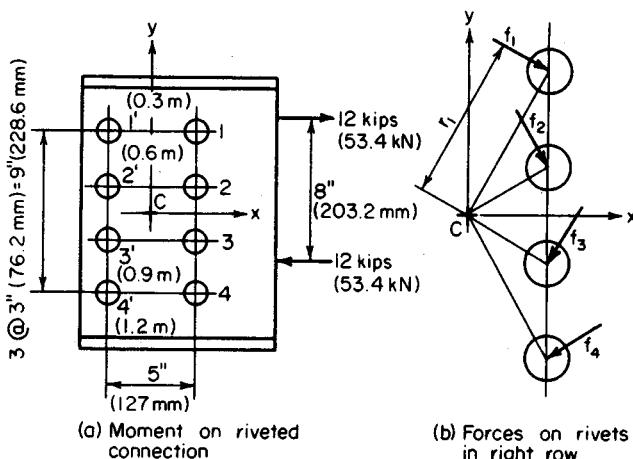 y
(0.3 m)
1'
1
(0.6 m)
2'
2
C
x
3'
3
(0.9 m)
4'
4
(1.2 m)
3 @ 3" (76.2 mm) = 9" (228.6 mm)
5"
(127 mm)
12 kips
(53.4 kN)
8"
(203.2 mm)
12 kips
(53.4 kN)
(a) Moment on riveted
connection
y
f1
r1
f2
C
x
f3
f4
(b) Forces on rivets
in right row